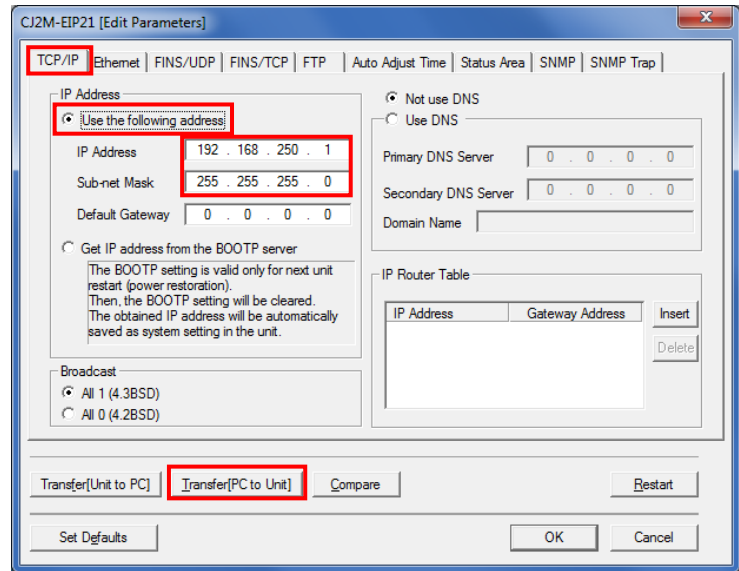 CJ2M-EIP21 [Edit Parameters]
TCP/IP Ethernet FINS/UDP FINS/TCP FTP Auto Adjust Time Status Area SNMP SNMP Trap
IP Address
Use the following address
IP Address 192 . 168 . 250 . 1
Sub-net Mask 255 . 255 . 255 . 0
Default Gateway 0 . 0 . 0 . 0
Get IP address from the BOOTP server
The BOOTP setting is valid only for next unit
restart (power restoration).
Then, the BOOTP setting will be cleared.
The obtained IP address will be automatically
saved as system setting in the unit.
Broadcast
All 1 (4.3BSD)
All 0 (4.2BSD)
Not use DNS
Use DNS
Primary DNS Server 0 . 0 . 0 . 0
Secondary DNS Server 0 . 0 . 0 . 0
Domain Name
IP Router Table
IP Address Gateway Address
Insert
Delete
Transfer[Unit to PC] Transfer[PC to Unit] Compare Restart
Set Defaults OK Cancel